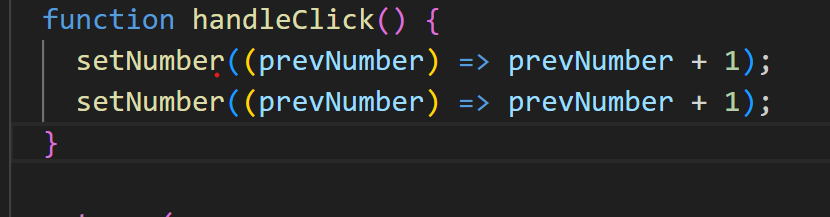 function handleClick() {
setNumber((prevNumber) => prevNumber + 1);
setNumber((prevNumber) => prevNumber + 1);
}